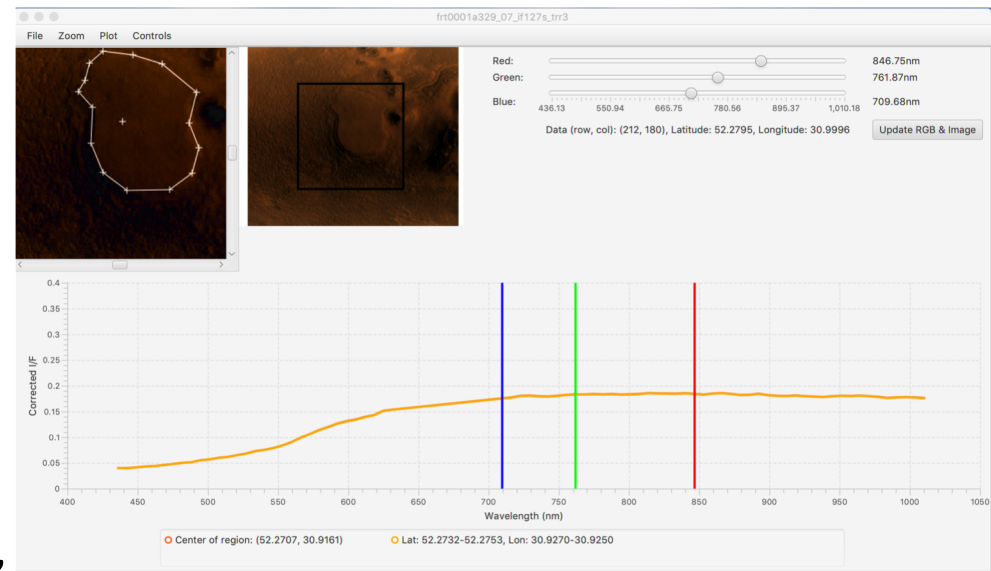 frt0001a329_07_if127s_trr3
File Zoom Plot Controls
Red: 846.75nm
Green: 761.87nm
Blue: 709.68nm
436.13 550.94 665.75 780.56 895.37 1,010.18
Data (row, col): (212, 180), Latitude: 52.2795, Longitude: 30.9996
Update RGB & Image
0.4
0.35
0.3
0.25
0.2
0.15
0.1
0.05
0
Corrected I/F
400 450 500 550 600 650 700 750 800 850 900 950 1000 1050
Wavelength (nm)
Center of region: (52.2707, 30.9161) Lat: 52.2732-52.2753, Lon: 30.9270-30.9250